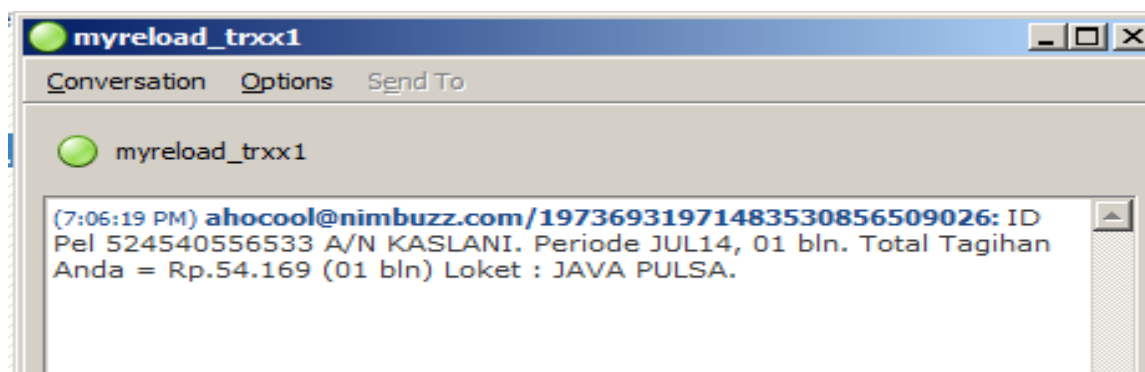 myreload_trxx1
Conversation Options Send To
myreload_trxx1
(7:06:19 PM) ahocool@nimbuzz.com/19736931971483530856509026: ID
Pel 524540556533 A/N KASLANI. Periode JUL14, 01 bln. Total Tagihan
Anda = Rp.54.169 (01 bln) Loket : JAVA PULSA.